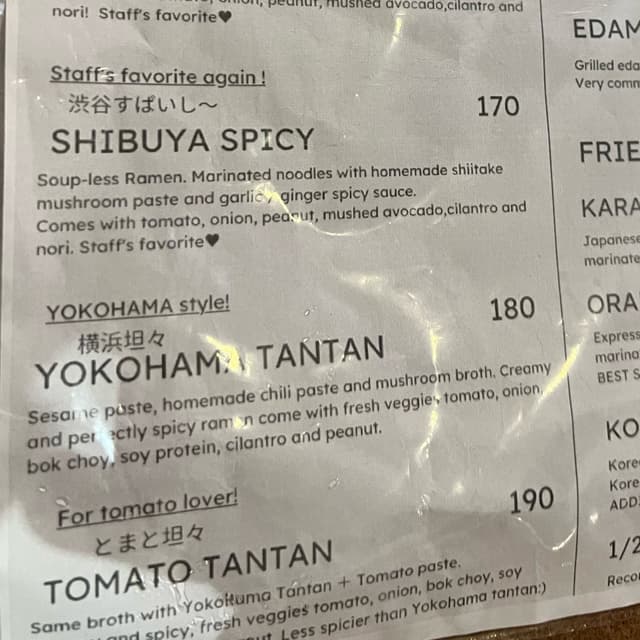 peanut, mushed avocado,cilantro and
nori! Staff's favorite♥
Staff's favorite again!
渋谷すぱいし〜
170
SHIBUYA SPICY
Soup-less Ramen. Marinated noodles with homemade shiitake
mushroom paste and garlic, ginger spicy sauce.
Comes with tomato, onion, peanut, mushed avocado,cilantro and
nori. Staff's favorite♥
YOKOHAMA style!
横浜坦々
180
YOKOHAMA TANTAN
Sesame paste, homemade chili paste and mushroom broth. Creamy
and perfectly spicy ramen come with fresh veggies, tomato, onion,
bok choy, soy protein, cilantro and peanut.
For tomato lover!
とまと坦々
190
TOMATO TANTAN
Same broth with Yokohama Tantan + Tomato paste.
and spicy, fresh veggies tomato, onion, bok choy, soy
Less spicier than Yokohama tantan:)
EDAM
Grilled eda
Very comm
FRIE
KARA
Japanese
marinate
ORA
Express
marina
BEST S
KO
Kore
Kore
ADD
1/2
Reco